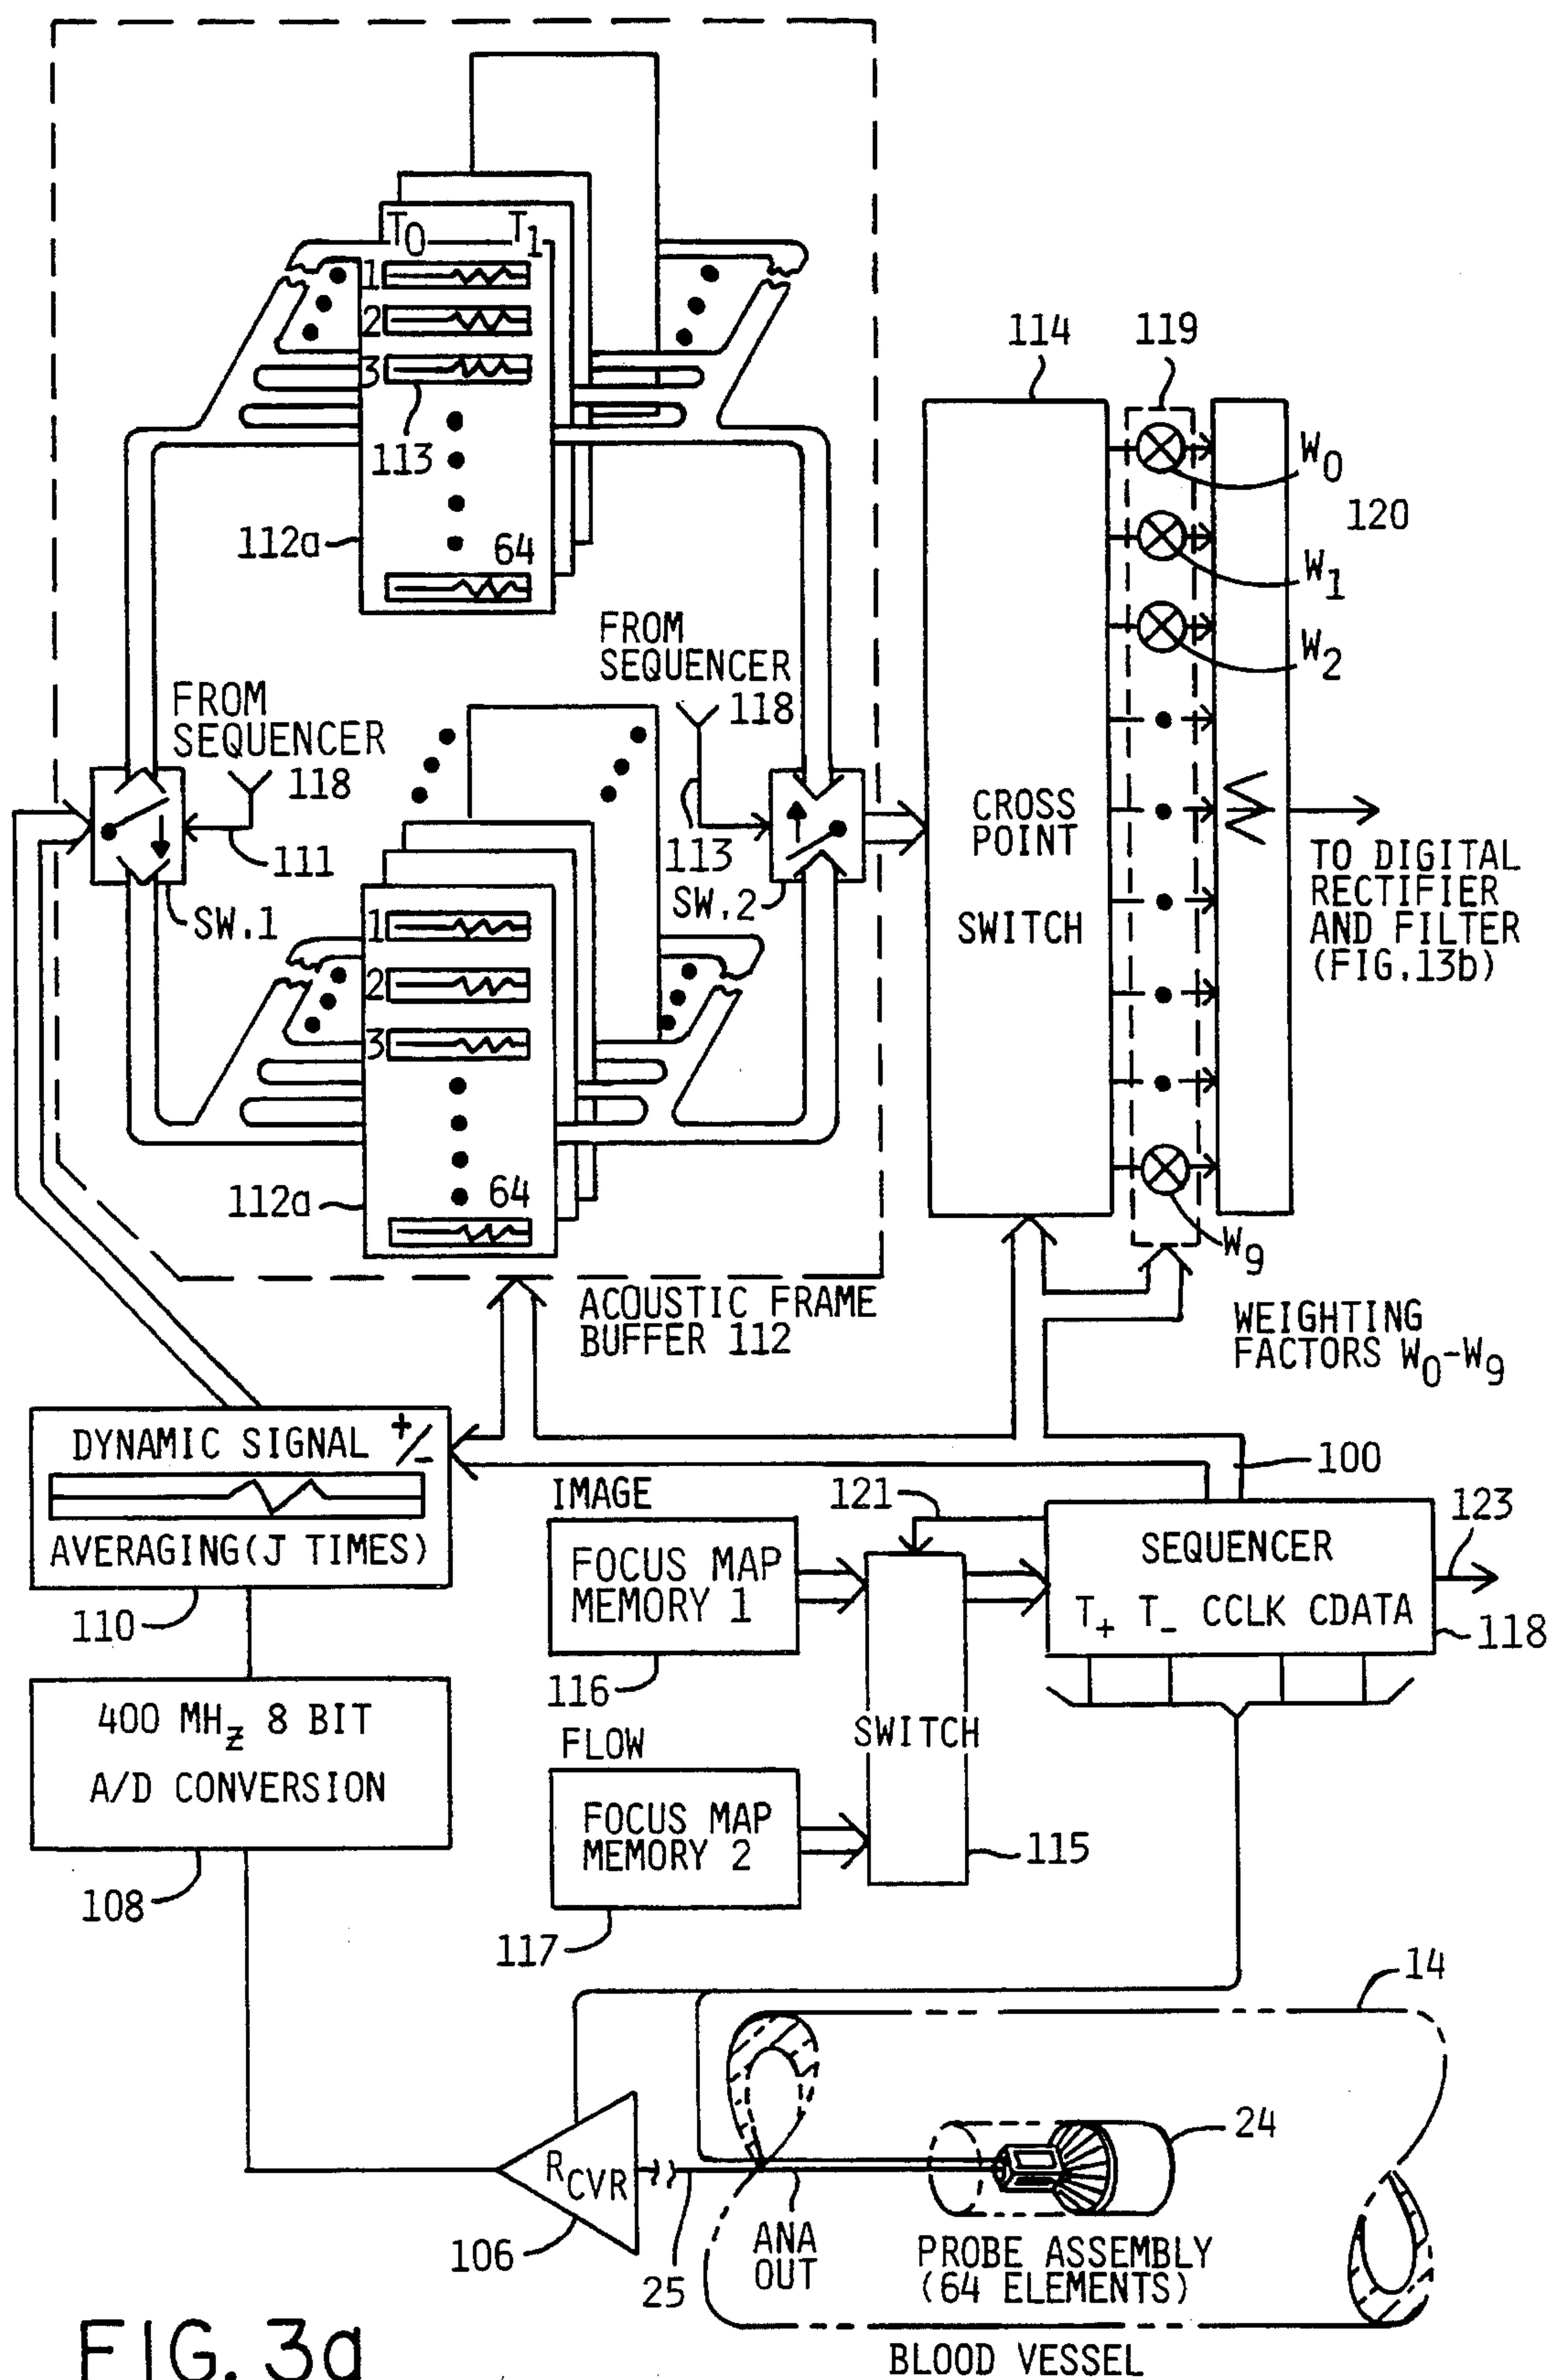 T0 T1
1
2
3
113
112a
64
FROM
SEQUENCER
118
113
SW.2
FROM
SEQUENCER
118
111
SW.1
1
2
3
112a
64
ACOUSTIC FRAME
BUFFER 112
114
119
W0
120
W1
W2
CROSS
POINT
SWITCH
TO DIGITAL
RECTIFIER
AND FILTER
(FIG.13b)
W9
WEIGHTING
FACTORS W0-W9
DYNAMIC SIGNAL +/-
AVERAGING(J TIMES)
110
400 MHz 8 BIT
A/D CONVERSION
108
IMAGE
FOCUS MAP
MEMORY 1
116
FLOW
FOCUS MAP
MEMORY 2
117
121
SWITCH
115
100
SEQUENCER
T+ T- CCLK CDATA
123
118
14
RCVR
106
25
ANA
OUT
24
PROBE ASSEMBLY
(64 ELEMENTS)
BLOOD VESSEL
FIG. 3a